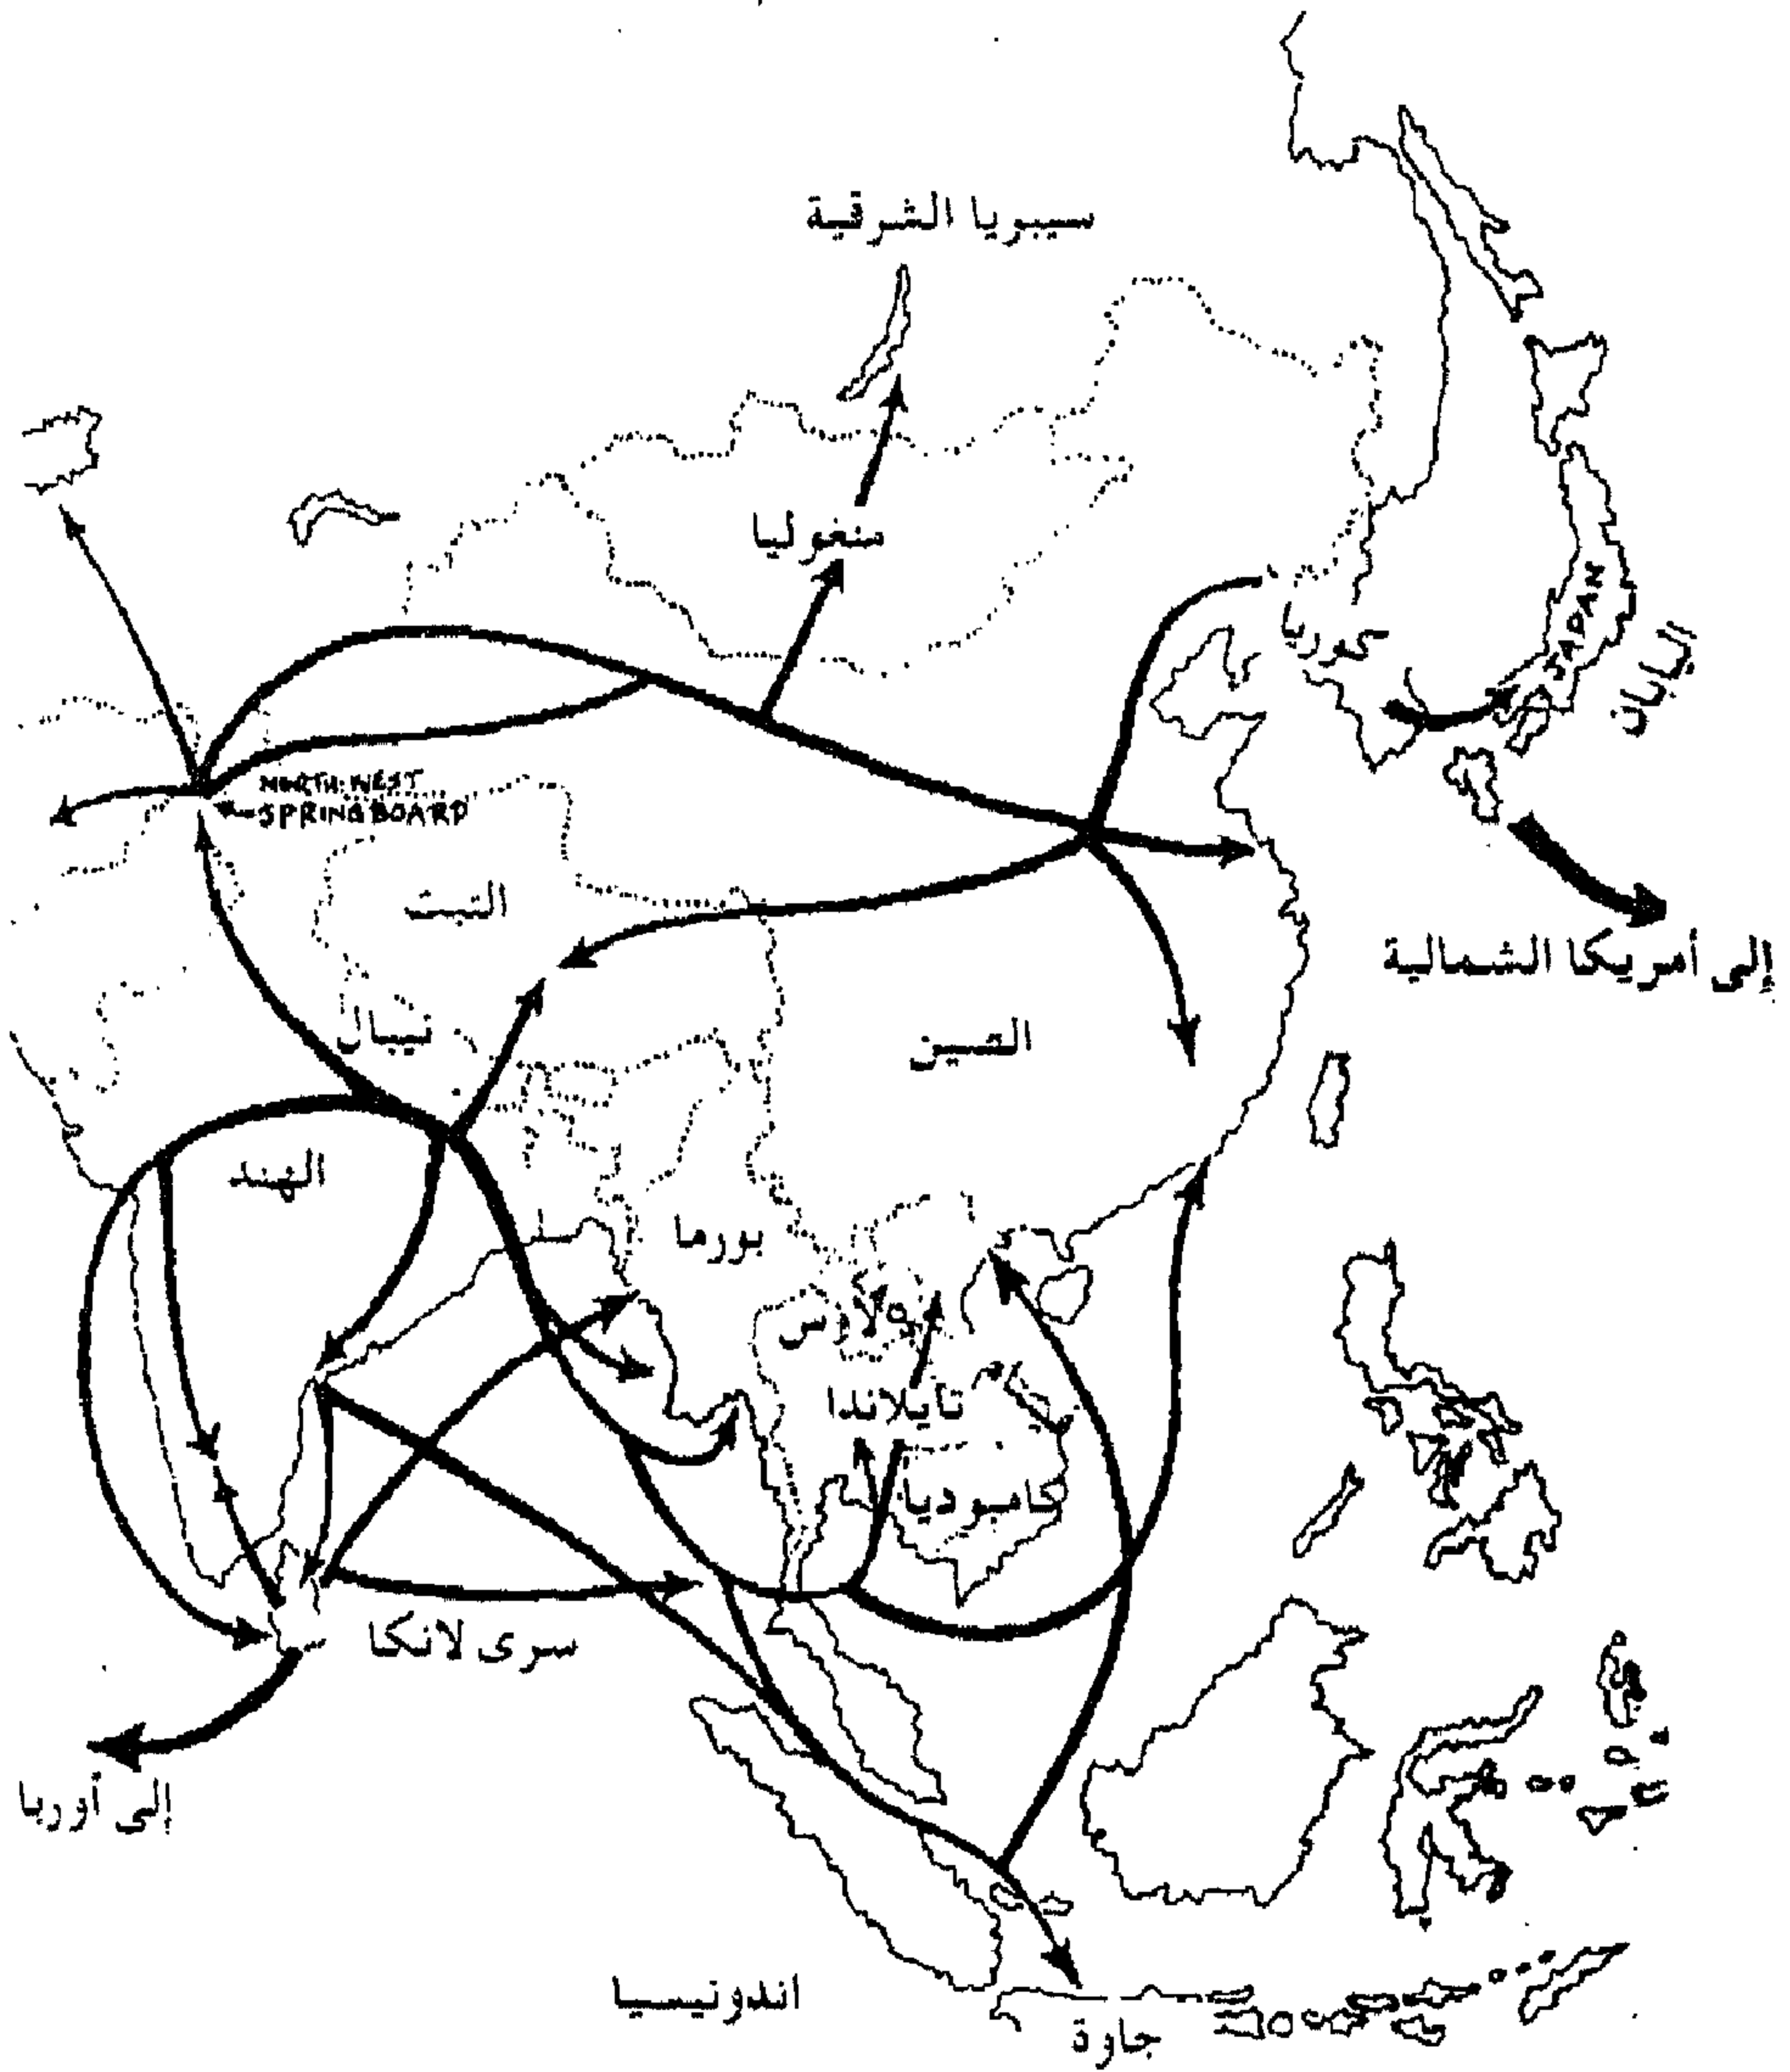 سيبريا الشرقية
منغوليا
كوريا
JAPAN
اليابان
NORTH-WEST
SPRINGBOARD
التبت
إلى أمريكا الشمالية
نيبال
الصين
الهند
بورما
لاوس
تايلاندا
كامبوديا
سرى لانكا
إلى أوربا
اندونيسيا
جاوة